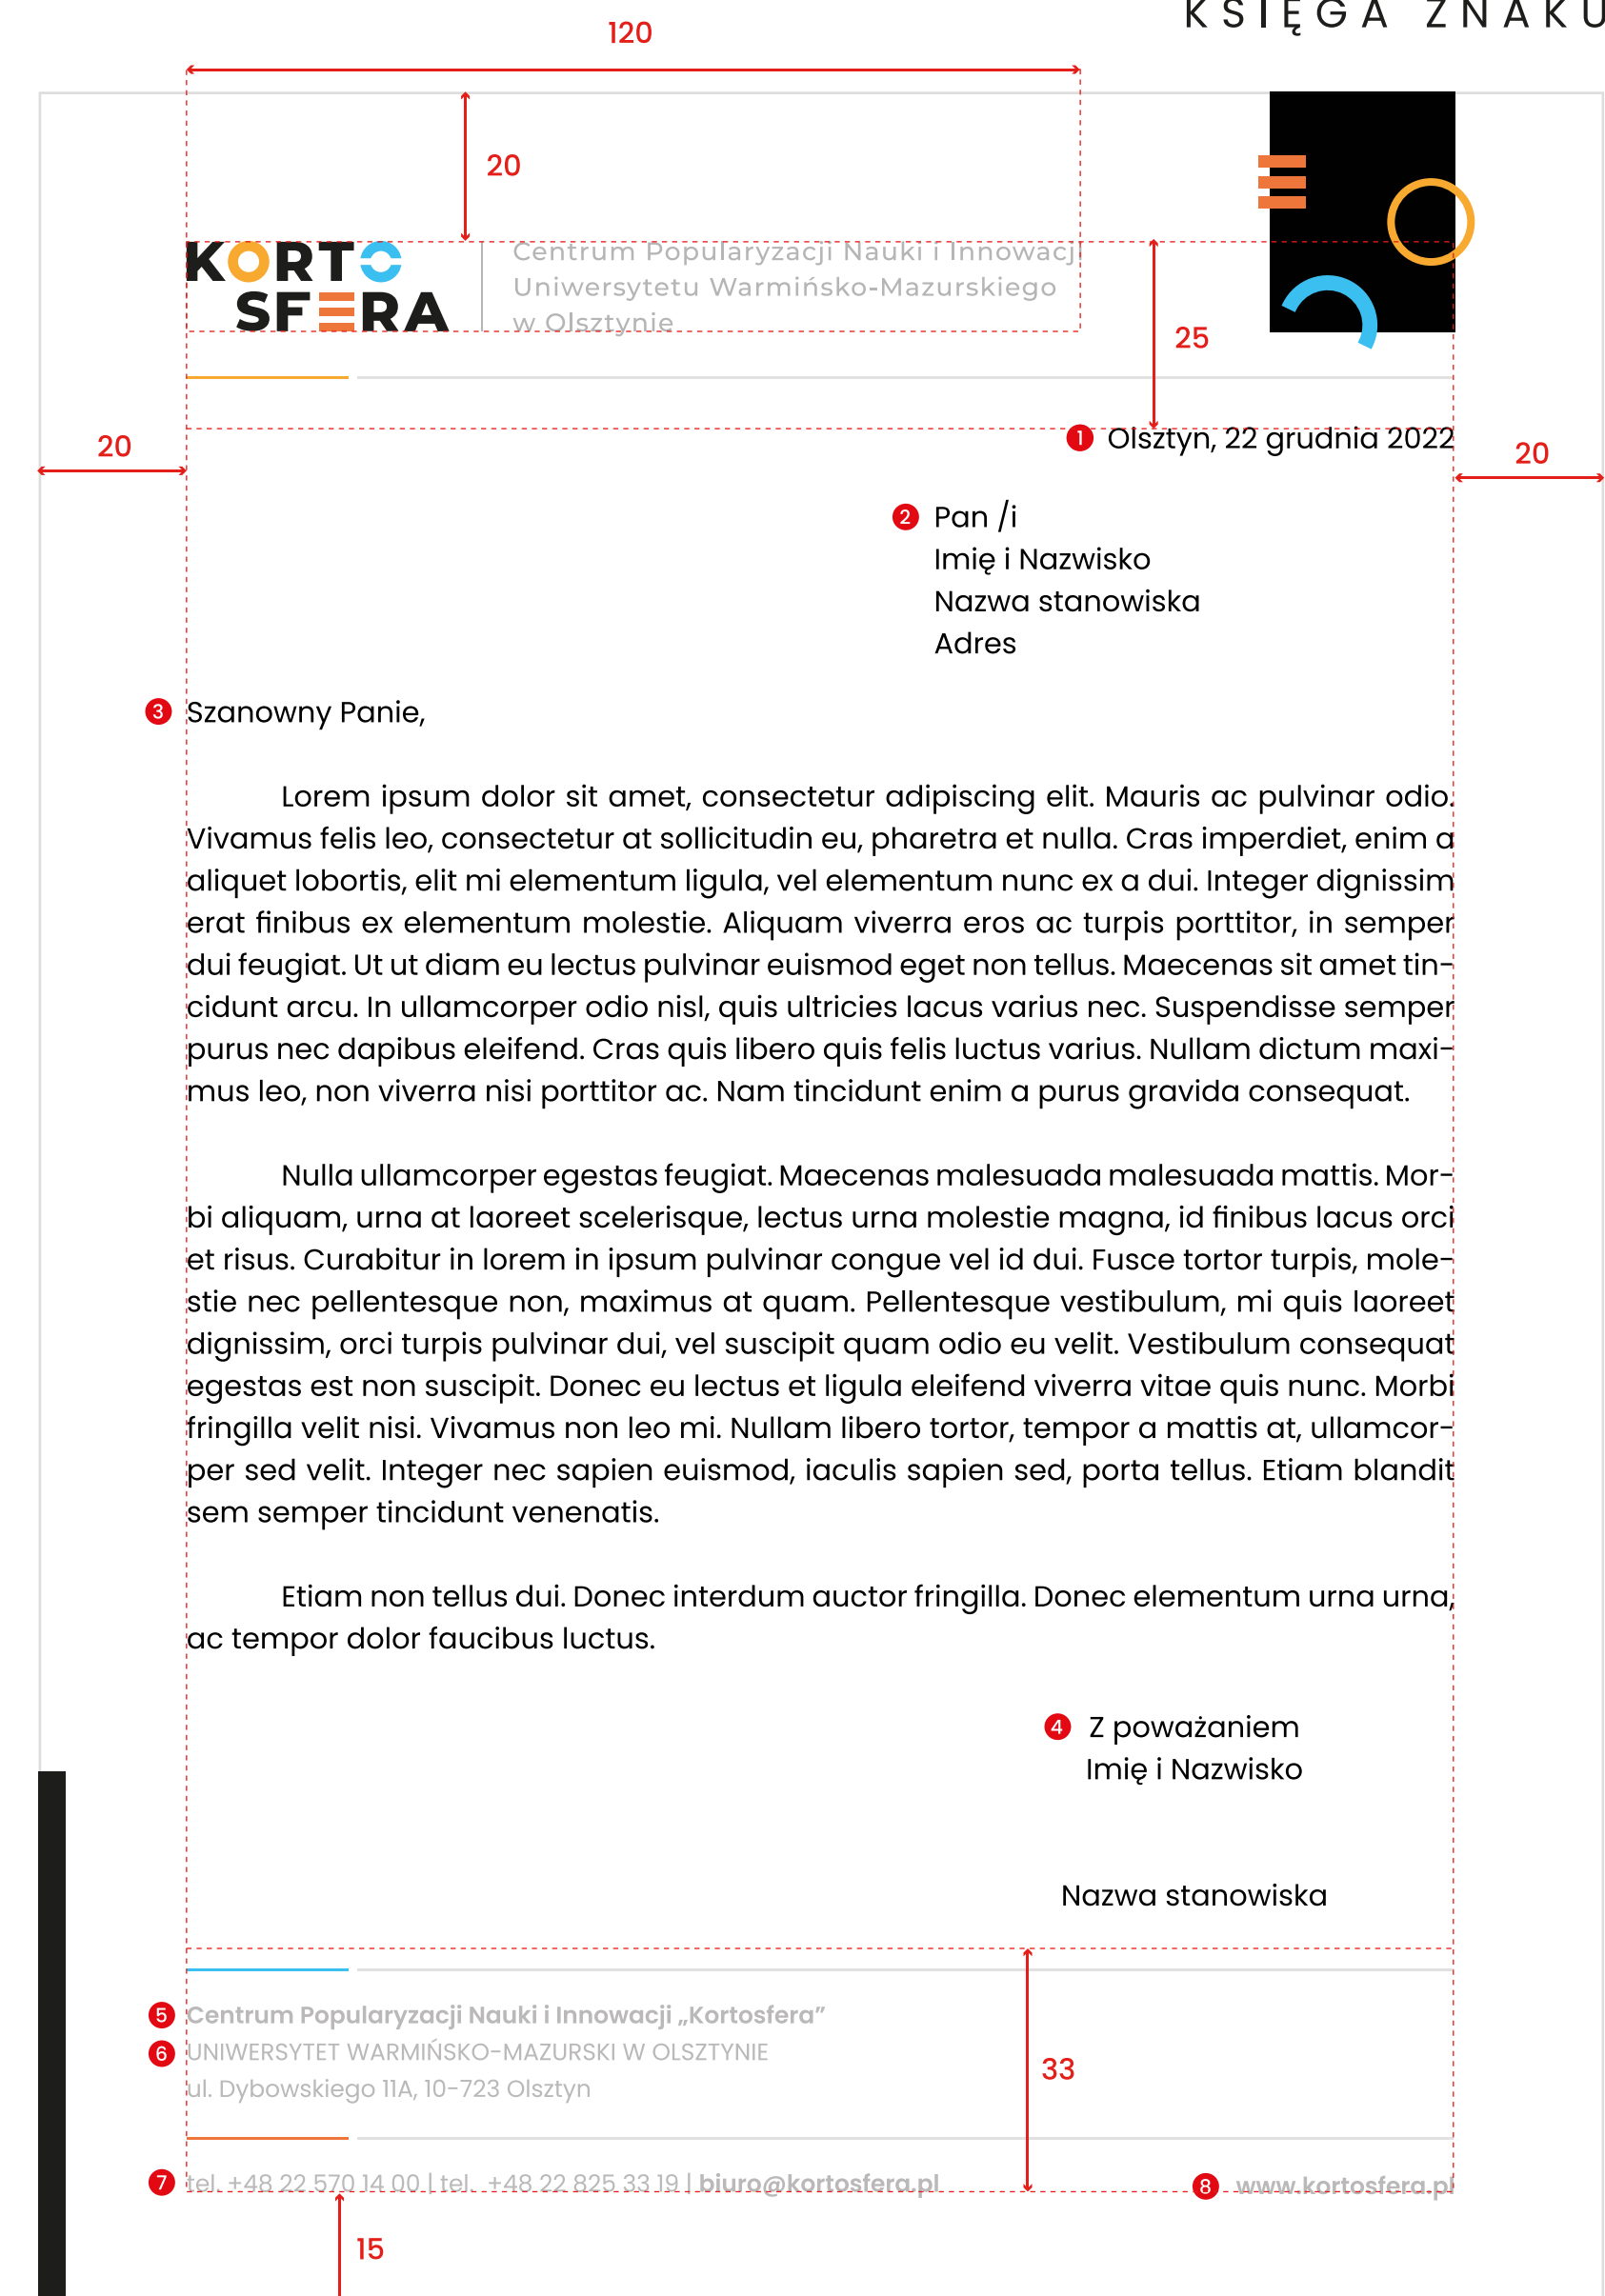 KSIĘGA ZNAKU
120
20
KORTO
SFERA
Centrum Popularyzacji Nauki i Innowacji
Uniwersytetu Warmińsko-Mazurskiego
w Olsztynie
25
20
1 Olsztyn, 22 grudnia 2022
20
2 Pan /i
Imię i Nazwisko
Nazwa stanowiska
Adres
3 Szanowny Panie,
Lorem ipsum dolor sit amet, consectetur adipiscing elit. Mauris ac pulvinar odio.
Vivamus felis leo, consectetur at sollicitudin eu, pharetra et nulla. Cras imperdiet, enim a
aliquet lobortis, elit mi elementum ligula, vel elementum nunc ex a dui. Integer dignissim
erat finibus ex elementum molestie. Aliquam viverra eros ac turpis porttitor, in semper
dui feugiat. Ut ut diam eu lectus pulvinar euismod eget non tellus. Maecenas sit amet tin-
cidunt arcu. In ullamcorper odio nisl, quis ultricies lacus varius nec. Suspendisse semper
purus nec dapibus eleifend. Cras quis libero quis felis luctus varius. Nullam dictum maxi-
mus leo, non viverra nisi porttitor ac. Nam tincidunt enim a purus gravida consequat.
Nulla ullamcorper egestas feugiat. Maecenas malesuada malesuada mattis. Mor-
bi aliquam, urna at laoreet scelerisque, lectus urna molestie magna, id finibus lacus orci
et risus. Curabitur in lorem in ipsum pulvinar congue vel id dui. Fusce tortor turpis, mole-
stie nec pellentesque non, maximus at quam. Pellentesque vestibulum, mi quis laoreet
dignissim, orci turpis pulvinar dui, vel suscipit quam odio eu velit. Vestibulum consequat
egestas est non suscipit. Donec eu lectus et ligula eleifend viverra vitae quis nunc. Morbi
fringilla velit nisi. Vivamus non leo mi. Nullam libero tortor, tempor a mattis at, ullamcor-
per sed velit. Integer nec sapien euismod, iaculis sapien sed, porta tellus. Etiam blandit
sem semper tincidunt venenatis.
Etiam non tellus dui. Donec interdum auctor fringilla. Donec elementum urna urna,
ac tempor dolor faucibus luctus.
4 Z poważaniem
Imię i Nazwisko
Nazwa stanowiska
5 Centrum Popularyzacji Nauki i Innowacji „Kortosfera”
6 UNIWERSYTET WARMIŃSKO-MAZURSKI W OLSZTYNIE
ul. Dybowskiego 11A, 10-723 Olsztyn
33
7 tel. +48 22 570 14 00 | tel. +48 22 825 33 19 | biuro@kortosfera.pl
8 www.kortosfera.pl
15